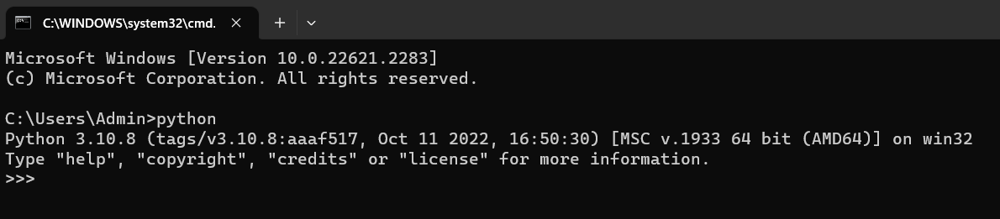 C:\WINDOWS\system32\cmd.
Microsoft Windows [Version 10.0.22621.2283]
(c) Microsoft Corporation. All rights reserved.
C:\Users\Admin>python
Python 3.10.8 (tags/v3.10.8:aaaf517, Oct 11 2022, 16:50:30) [MSC v.1933 64 bit (AMD64)] on win32
Type "help", "copyright", "credits" or "license" for more information.
>>>